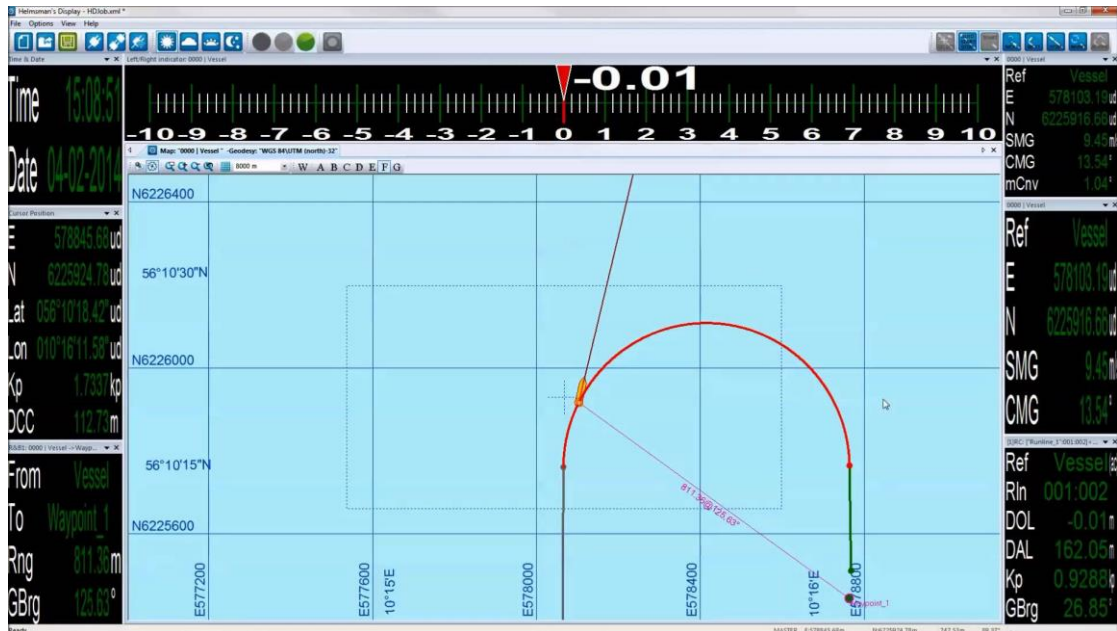 Helmsman's Display - HDJob.xml *
File Options View Help
Time & Date
Time 15:08:51
Date 04-02-2014
Cursor Position
E 578845.68ud
N 6225924.78ud
Lat 056°10'18.42"ud
Lon 010°16'11.58"ud
Kp 1.7337kp
DCC 112.73m
R&B1: 0000 | Vessel -> Wayp...
From Vessel
To Waypoint_1
Rng 811.36m
GBrg 125.63°
Ready
Left/Right indicator: 0000 | Vessel
-0.01
-10 -9 -8 -7 -6 -5 -4 -3 -2 -1 0 1 2 3 4 5 6 7 8 9 10
Map: "0000 | Vessel " -Geodesy: "WGS 84\UTM (north)-32"
8000 m W A B C D E F G
N6226400
56°10'30"N
N6226000
56°10'15"N
N6225600
811.36@125.63°
E577200
E577600
10°15'E
E578000
E578400
10°16'E
E578800
Waypoint_1
0000 | Vessel
Ref Vessel
E 578103.19ud
N 6225916.66ud
SMG 9.45m
CMG 13.54°
mCnv 1.04°
0000 | Vessel
Ref Vessel
E 578103.19ud
N 6225916.66ud
SMG 9.45m
CMG 13.54°
Ref Vessel
Rln 001:002
DOL -0.01m
DAL 162.05m
Kp 0.9288
GBrg 26.85°